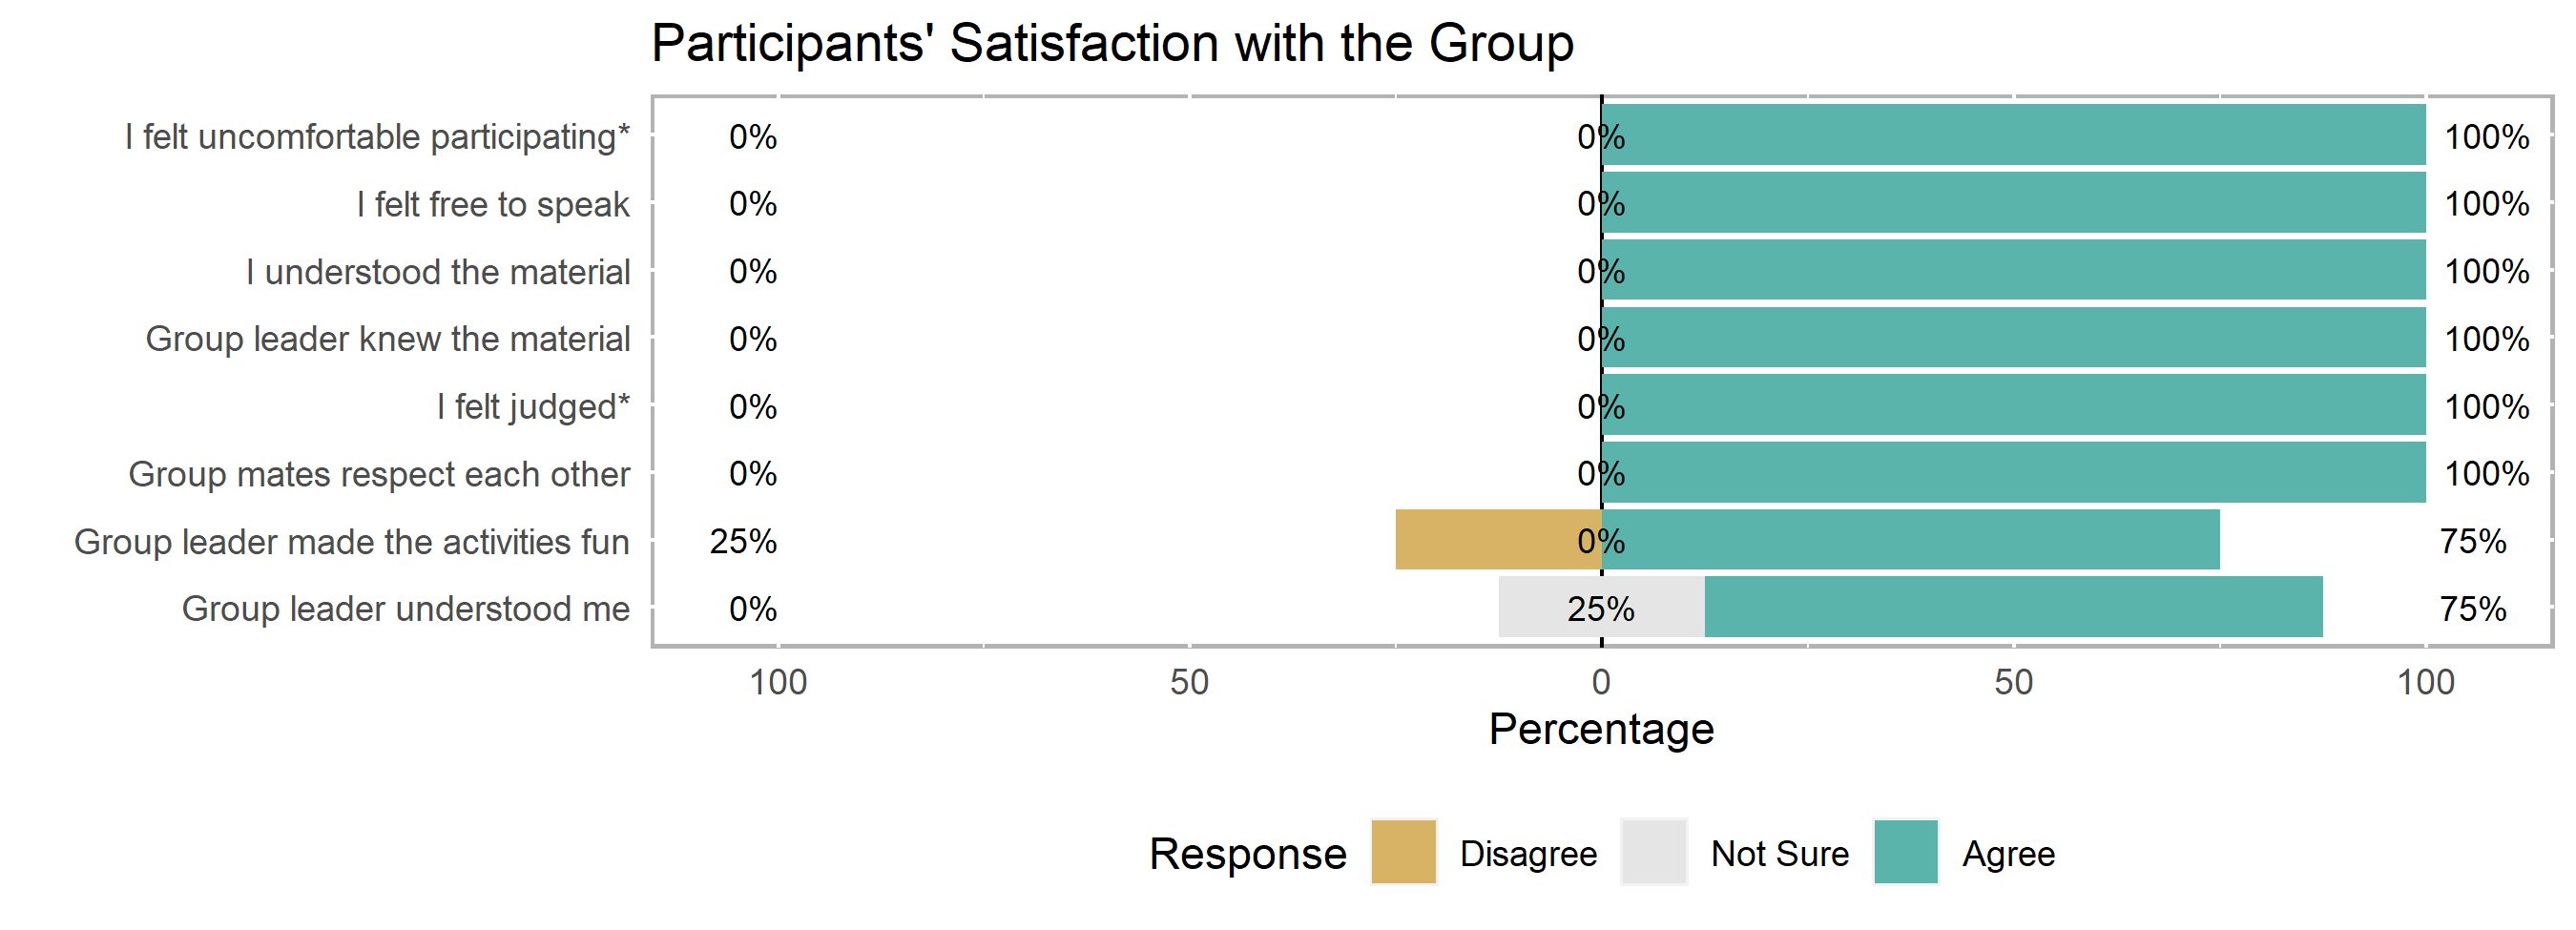 Participants' Satisfaction with the Group
I felt uncomfortable participating* 0% 0% 100%
I felt free to speak 0% 0% 100%
I understood the material 0% 0% 100%
Group leader knew the material 0% 0% 100%
I felt judged* 0% 0% 100%
Group mates respect each other 0% 0% 100%
Group leader made the activities fun 25% 0% 75%
Group leader understood me 0% 25% 75%
100 50 0 50 100
Percentage
Response Disagree Not Sure Agree